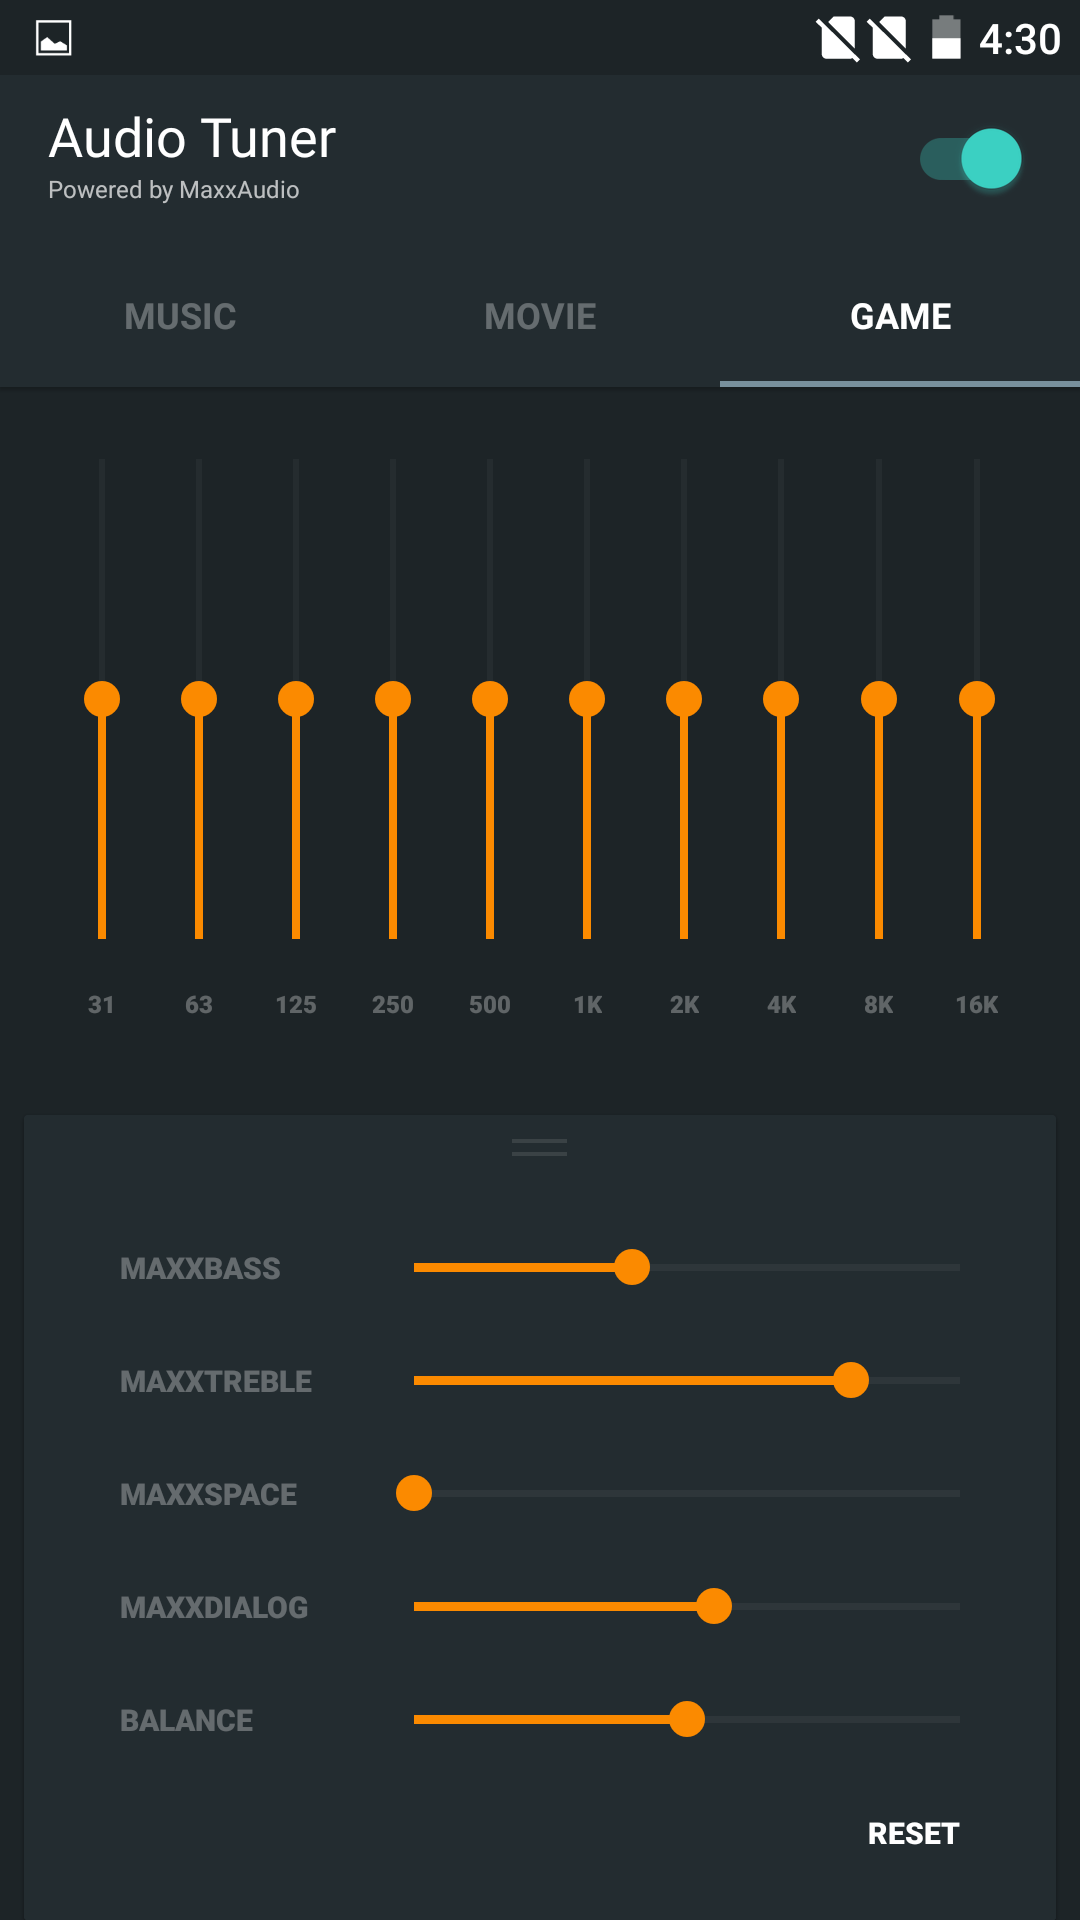 4:30
Audio Tuner
Powered by MaxxAudio
MUSIC MOVIE GAME
31 63 125 250 500 1K 2K 4K 8K 16K
MAXXBASS
MAXXTREBLE
MAXXSPACE
MAXXDIALOG
BALANCE
RESET